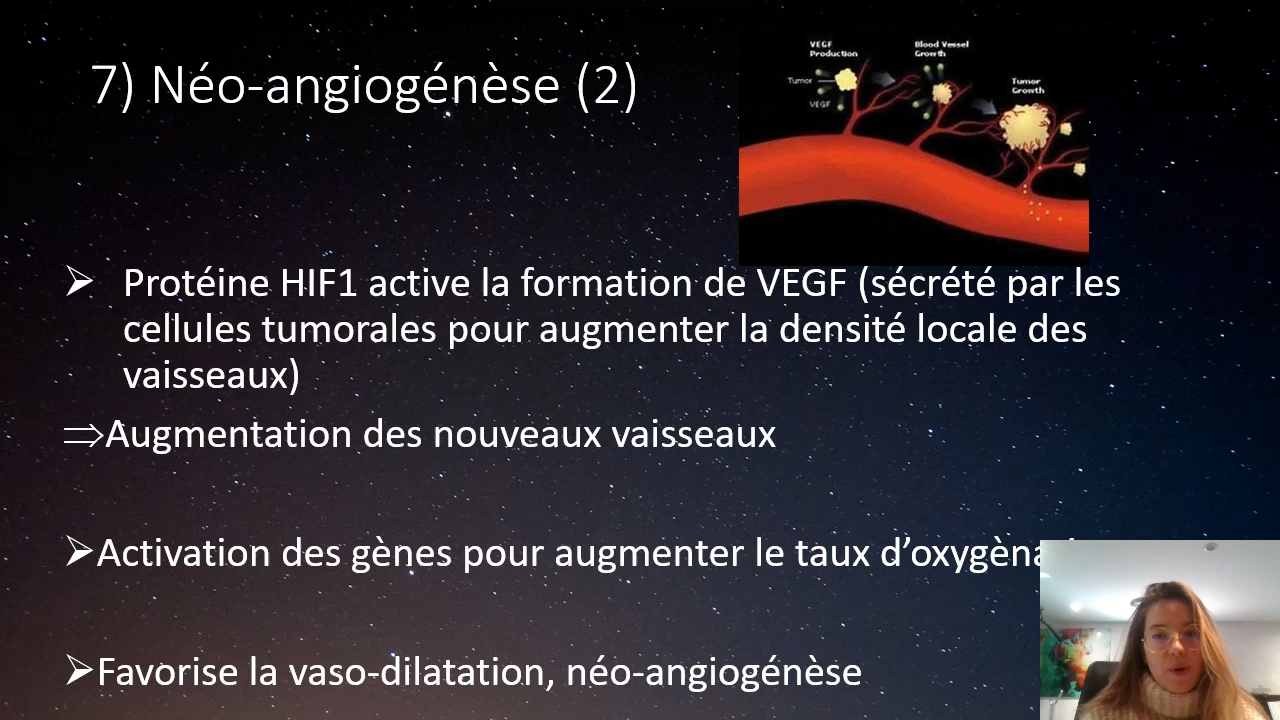 7) Néo-angiogénèse (2)
VEGF
Production
Blood Vessel
Growth
Tumor
Growth
Tumor
VEGF
Protéine HIF1 active la formation de VEGF (sécrété par les
cellules tumorales pour augmenter la densité locale des
vaisseaux)
⇒Augmentation des nouveaux vaisseaux
Activation des gènes pour augmenter le taux
Favorise la vaso-dilatation, néo-angiogénèse